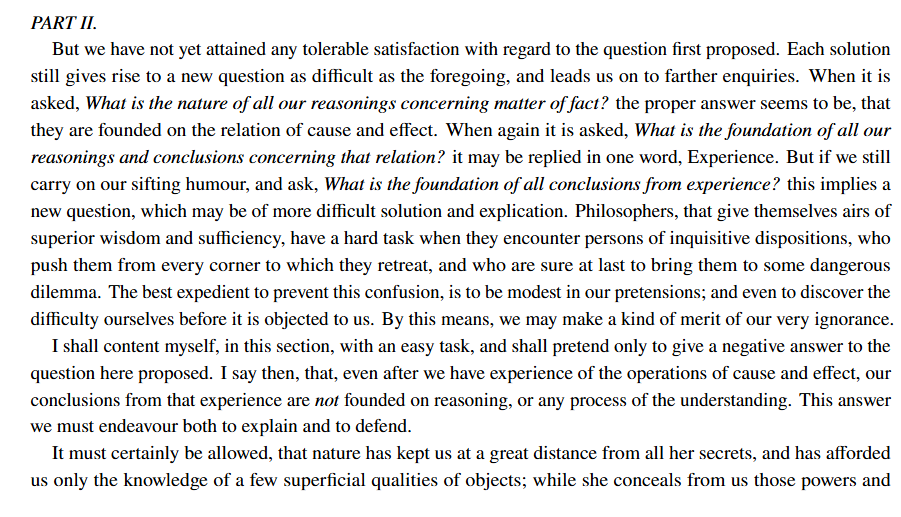 PART II.
But we have not yet attained any tolerable satisfaction with regard to the question first proposed. Each solution
still gives rise to a new question as difficult as the foregoing, and leads us on to farther enquiries. When it is
asked, What is the nature of all our reasonings concerning matter of fact? the proper answer seems to be, that
they are founded on the relation of cause and effect. When again it is asked, What is the foundation of all our
reasonings and conclusions concerning that relation? it may be replied in one word, Experience. But if we still
carry on our sifting humour, and ask, What is the foundation of all conclusions from experience? this implies a
new question, which may be of more difficult solution and explication. Philosophers, that give themselves airs of
superior wisdom and sufficiency, have a hard task when they encounter persons of inquisitive dispositions, who
push them from every corner to which they retreat, and who are sure at last to bring them to some dangerous
dilemma. The best expedient to prevent this confusion, is to be modest in our pretensions; and even to discover the
difficulty ourselves before it is objected to us. By this means, we may make a kind of merit of our very ignorance.
I shall content myself, in this section, with an easy task, and shall pretend only to give a negative answer to the
question here proposed. I say then, that, even after we have experience of the operations of cause and effect, our
conclusions from that experience are not founded on reasoning, or any process of the understanding. This answer
we must endeavour both to explain and to defend.
It must certainly be allowed, that nature has kept us at a great distance from all her secrets, and has afforded
us only the knowledge of a few superficial qualities of objects; while she conceals from us those powers and